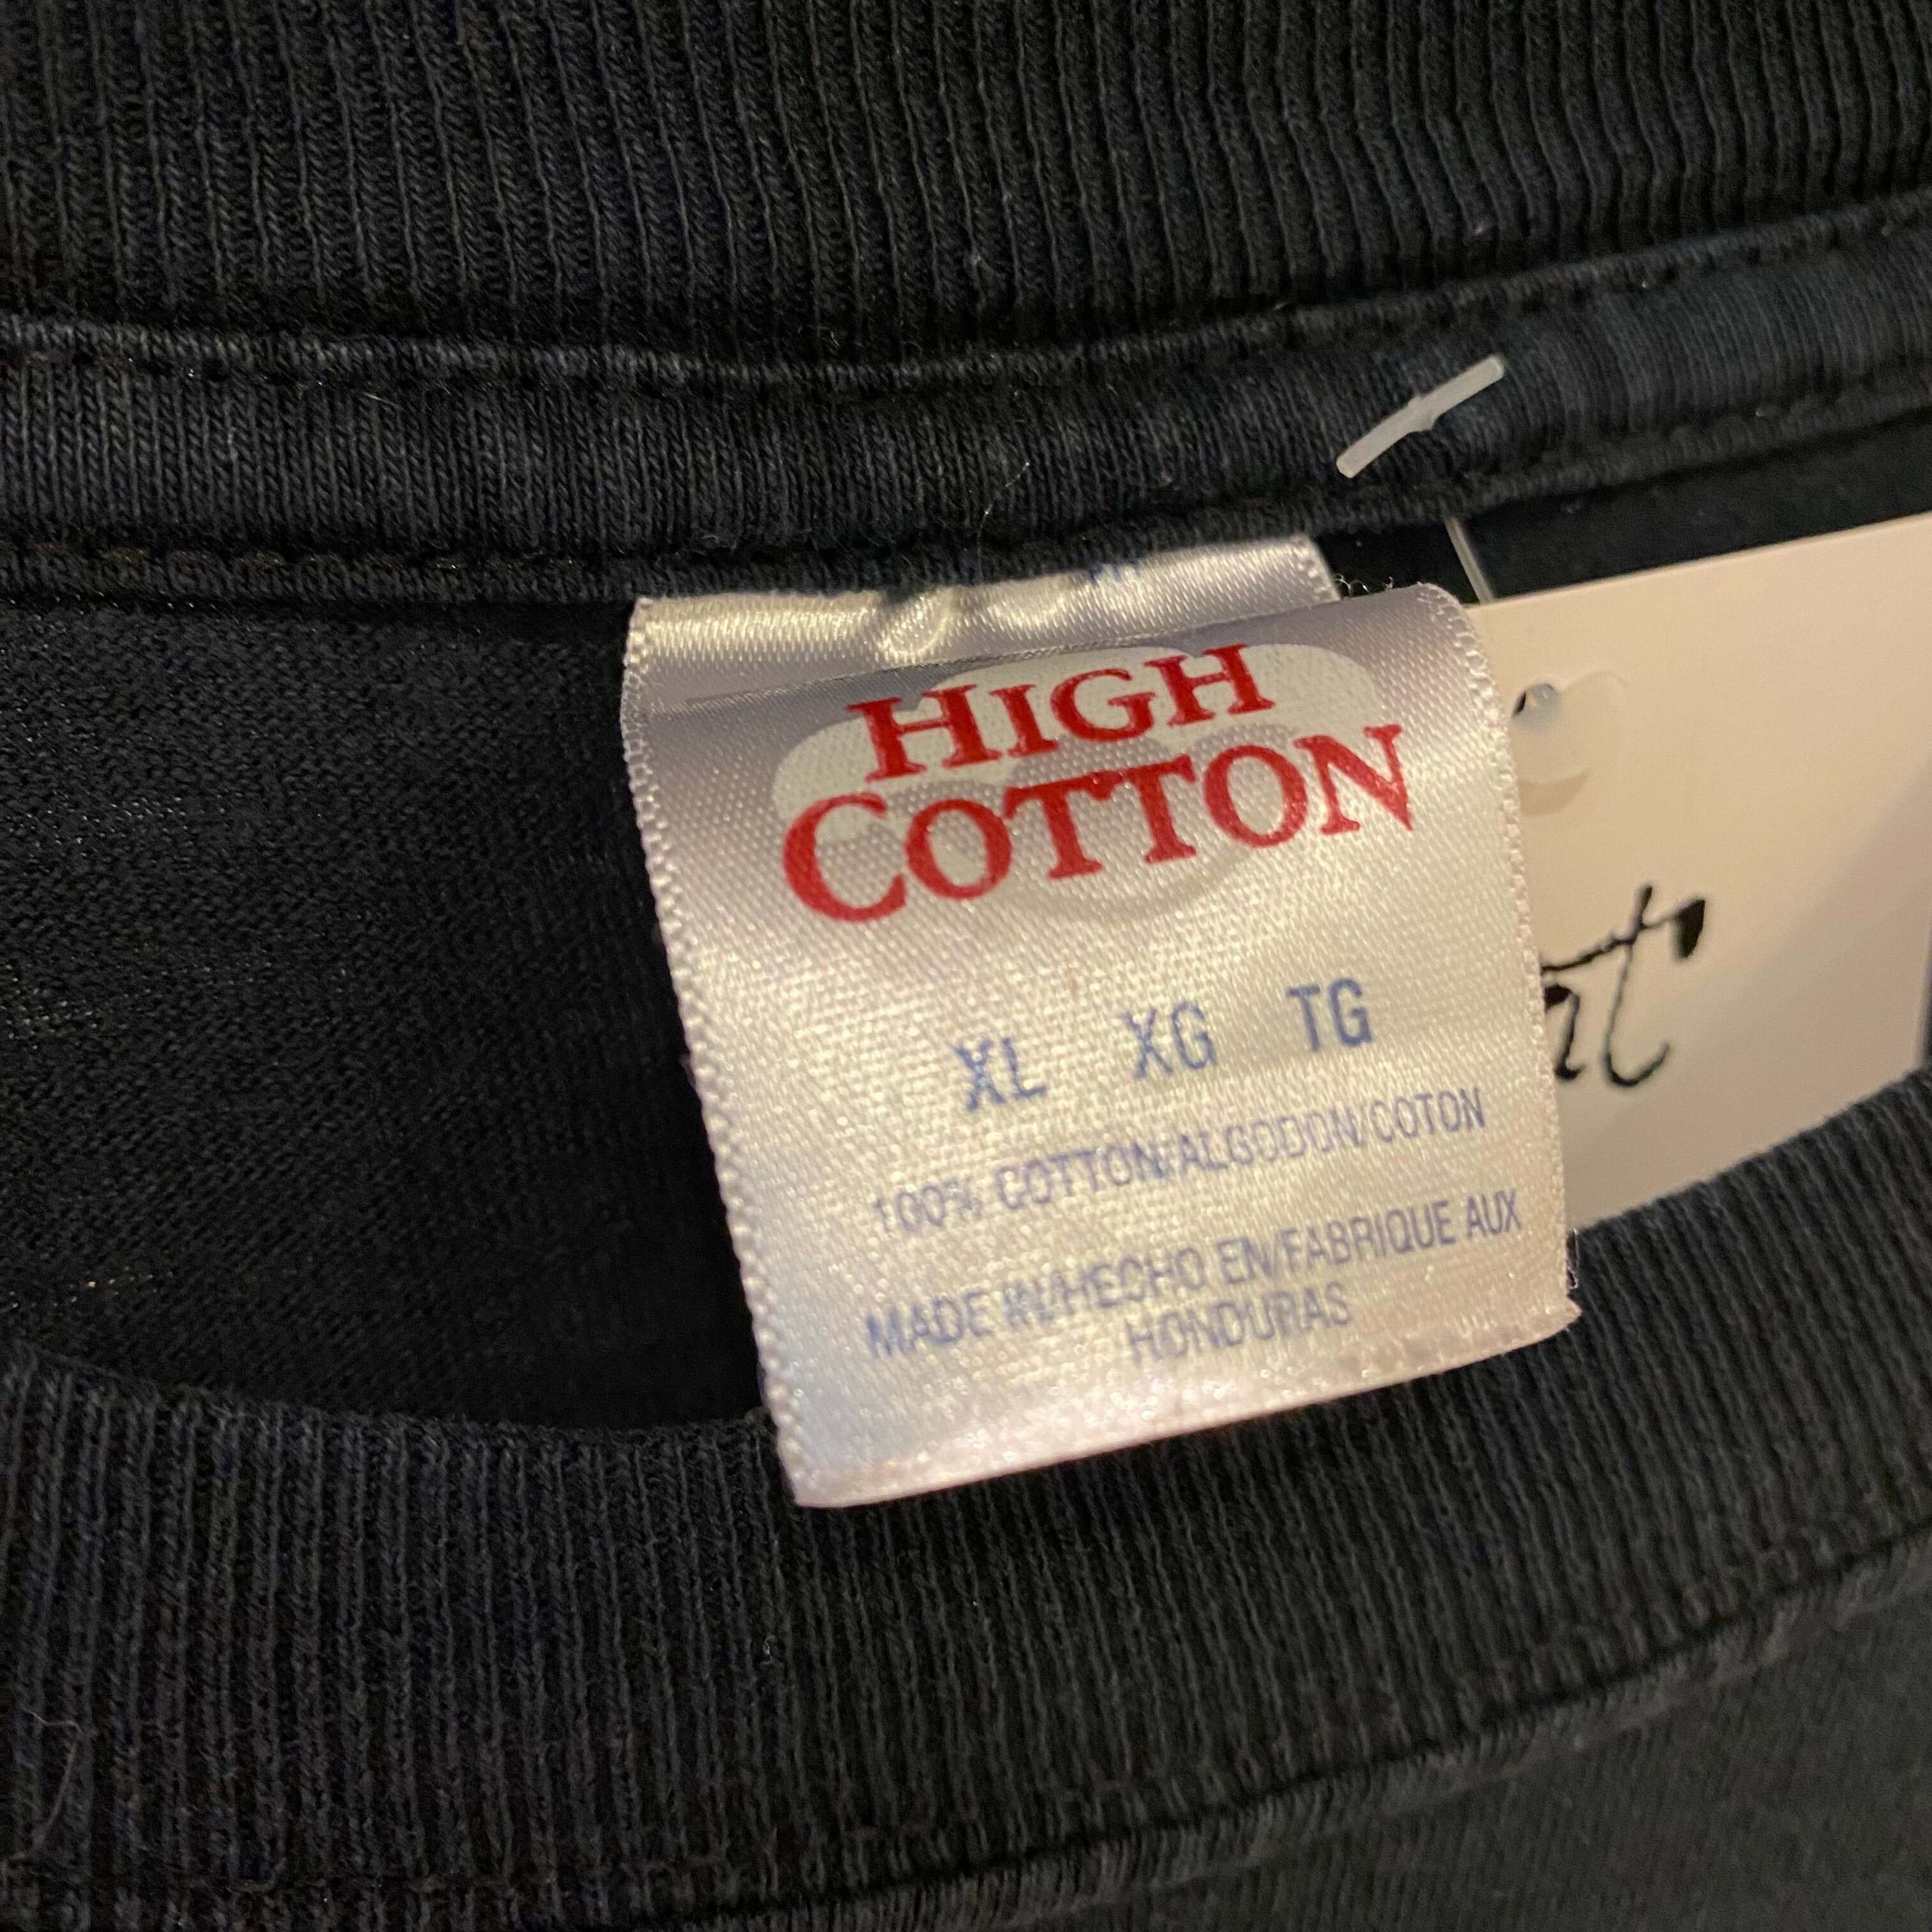 HIGH
COTTON
XL XG TG
100% COTTON/ALGODON/COTON
MADE IN/HECHO EN/FABRIQUE AUX
HONDURAS